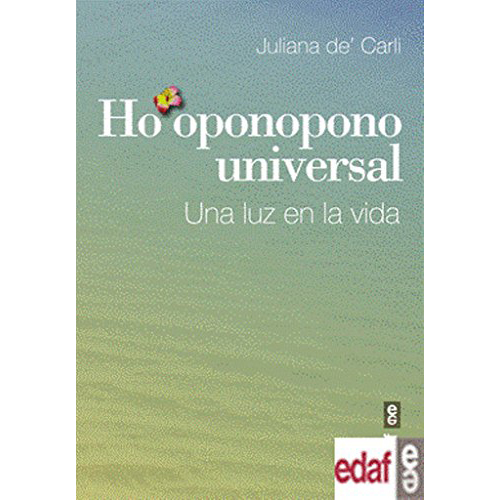 Juliana de' Carli
Ho oponopono
universal
Una luz en la vida
edaf